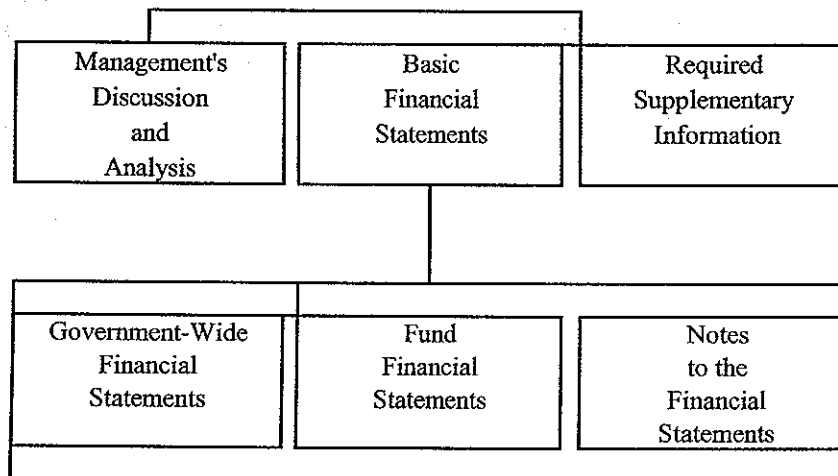 Management's
Discussion
and
Analysis
Basic
Financial
Statements
Required
Supplementary
Information
Government-Wide
Financial
Statements
Fund
Financial
Statements
Notes
to the
Financial
Statements